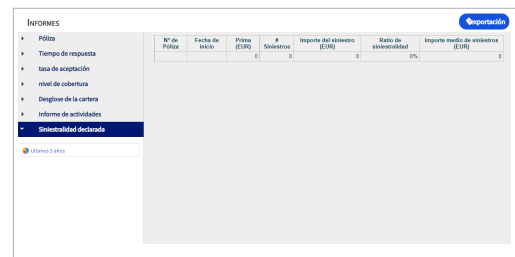 INFORMES
importación
Póliza
Tiempo de respuesta
tasa de aceptación
nivel de cobertura
Desglose de la cartera
Informe de actividades
Siniestralidad declarada
Ultimos 5 años
Nº de Póliza
Fecha de inicio
Prima (EUR)
# Siniestros
Importe del siniestro (EUR)
Ratio de siniestralidad
importe medio de siniestros (EUR)
0 0 0 0% 0